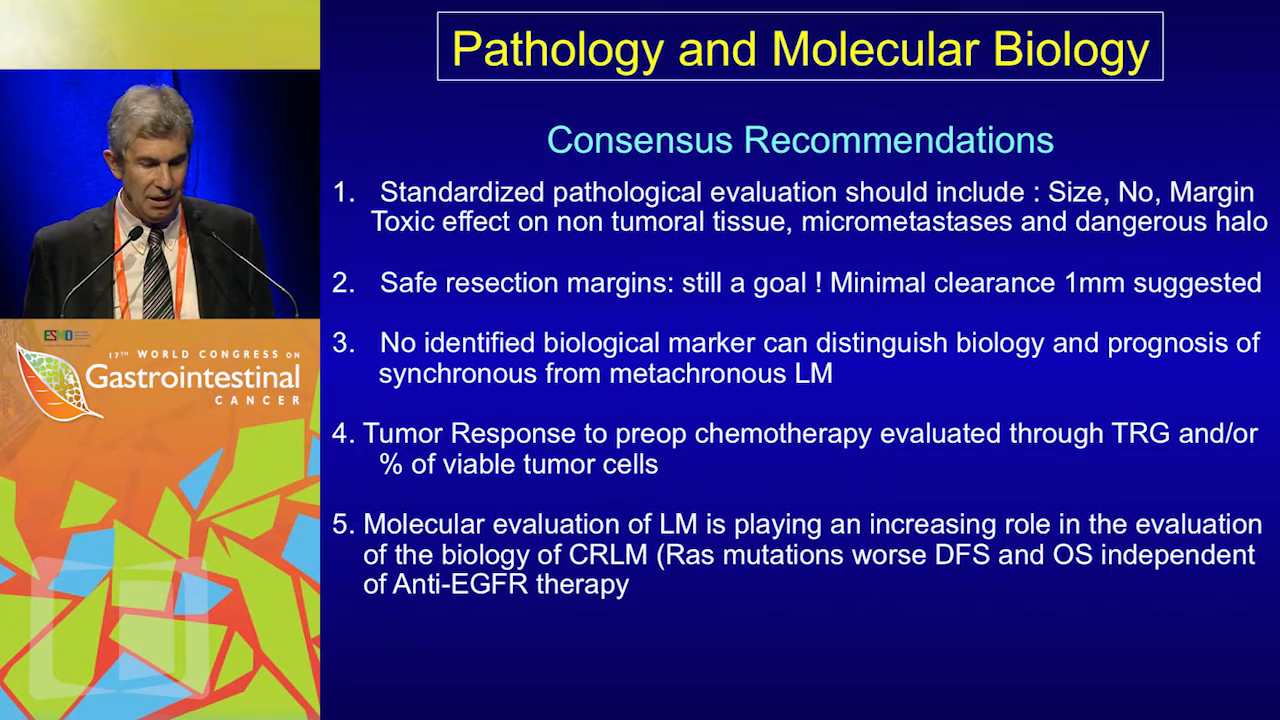 Pathology and Molecular Biology
Consensus Recommendations
1. Standardized pathological evaluation should include : Size, No, Margin
Toxic effect on non tumoral tissue, micrometastases and dangerous halo
2. Safe resection margins: still a goal ! Minimal clearance 1mm suggested
3. No identified biological marker can distinguish biology and prognosis of
synchronous from metachronous LM
4. Tumor Response to preop chemotherapy evaluated through TRG and/or
% of viable tumor cells
5. Molecular evaluation of LM is playing an increasing role in the evaluation
of the biology of CRLM (Ras mutations worse DFS and OS independent
of Anti-EGFR therapy
ESMO
17TH WORLD CONGRESS ON
Gastrointestinal
CANCER